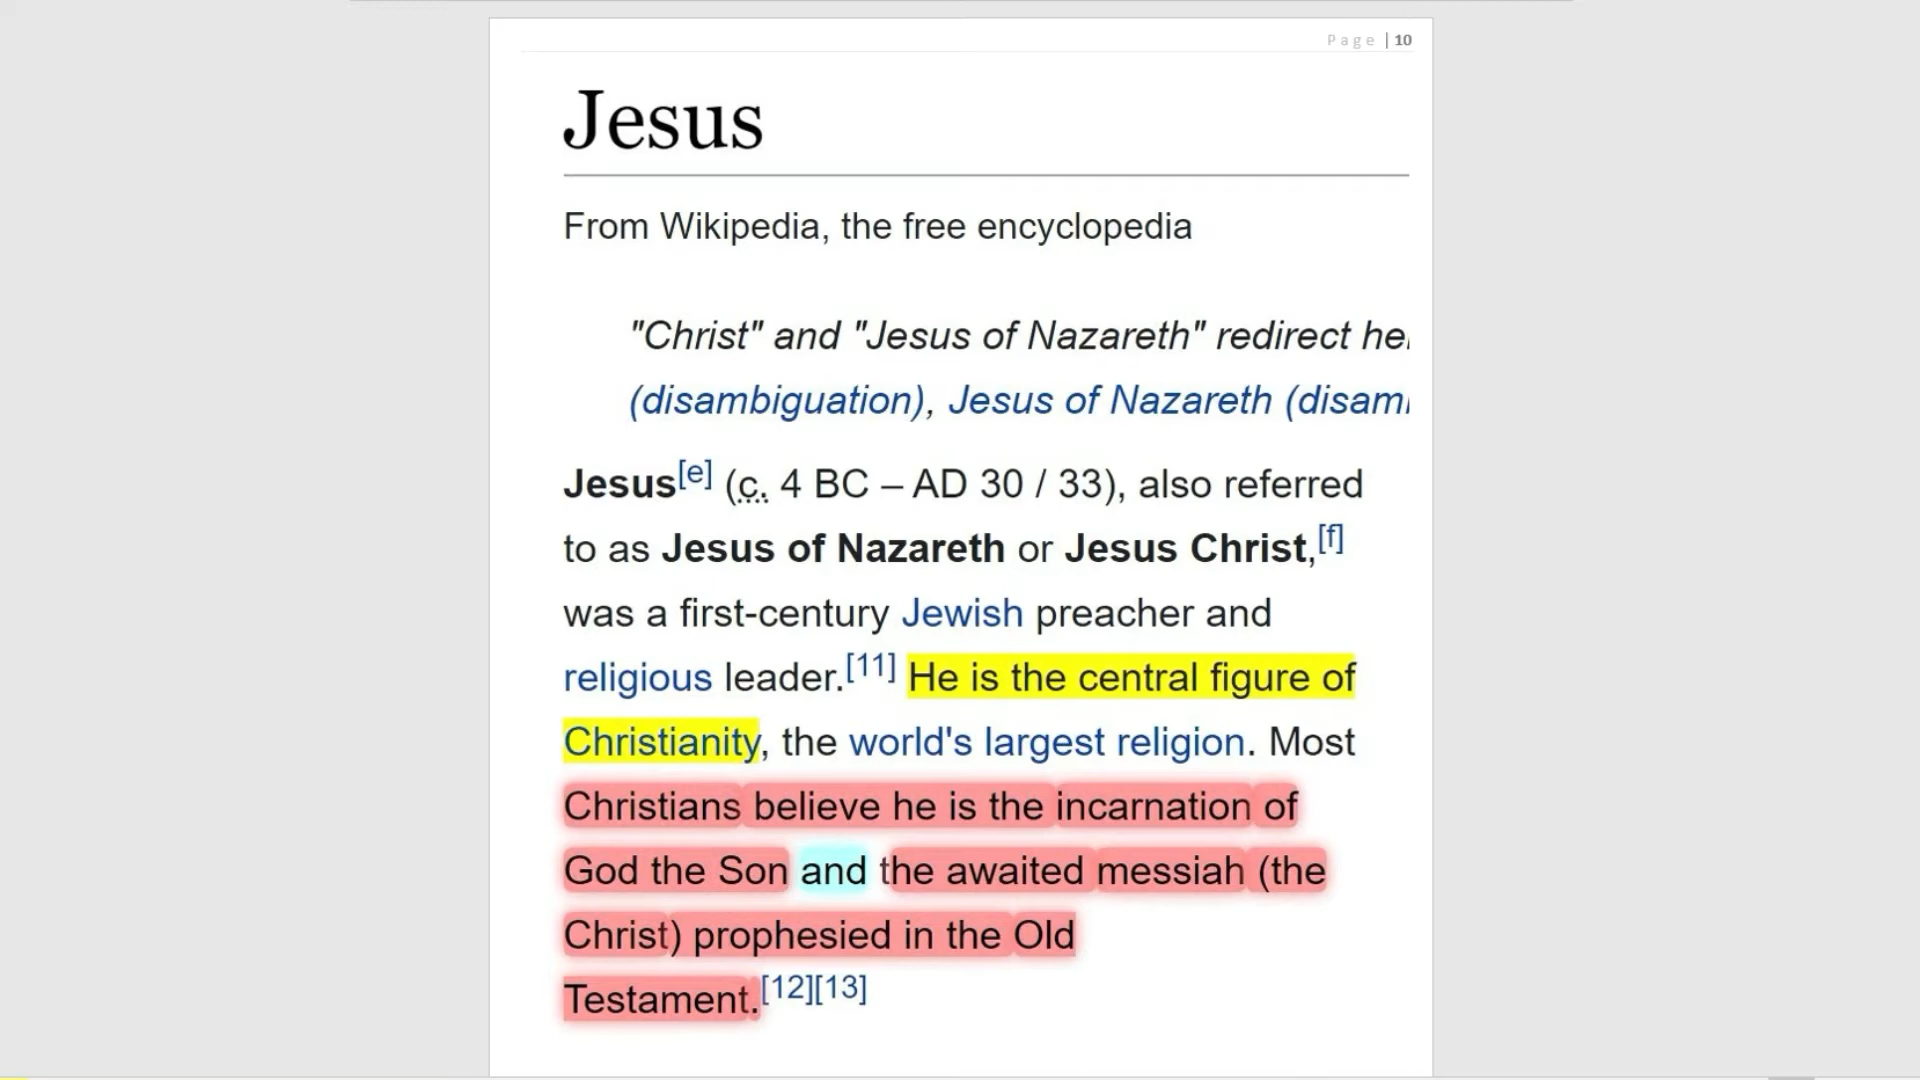 Page | 10
Jesus
From Wikipedia, the free encyclopedia
"Christ" and "Jesus of Nazareth" redirect
(disambiguation), Jesus of Nazareth
Jesus[e] (c. 4 BC – AD 30 / 33), also referred
to as Jesus of Nazareth or Jesus Christ,[f]
was a first-century Jewish preacher and
religious leader.[11] He is the central figure of
Christianity, the world's largest religion. Most
Christians believe he is the incarnation of
God the Son and the awaited messiah (the
Christ) prophesied in the Old
Testament.[12][13]